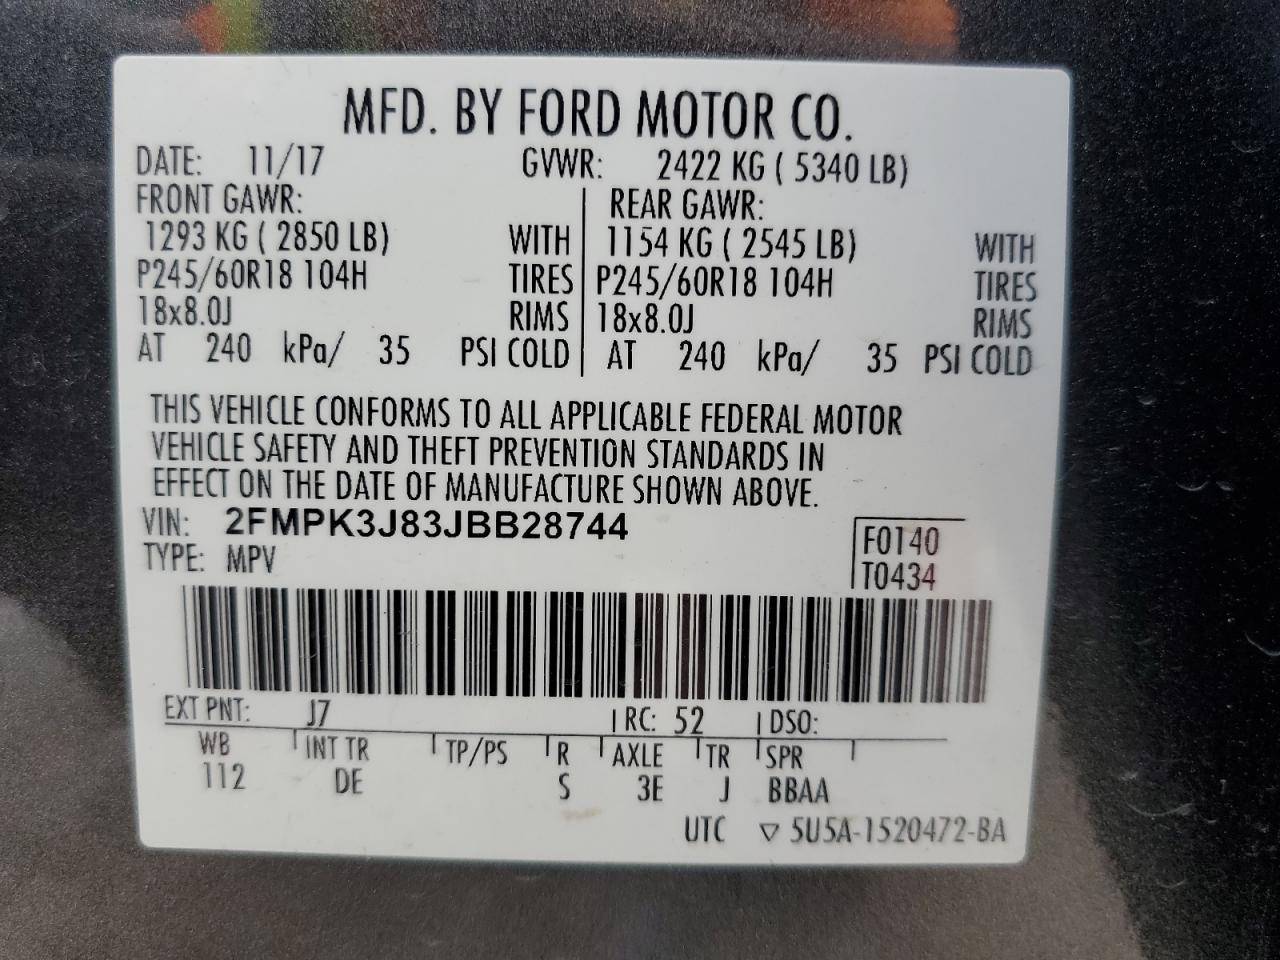 MFD. BY FORD MOTOR CO.
DATE: 11/17 GVWR: 2422 KG ( 5340 LB)
FRONT GAWR: REAR GAWR:
1293 KG ( 2850 LB) WITH 1154 KG ( 2545 LB) WITH
P245/60R18 104H TIRES P245/60R18 104H TIRES
18x8.0J RIMS 18x8.0J RIMS
AT 240 kPa/ 35 PSI COLD AT 240 kPa/ 35 PSI COLD
THIS VEHICLE CONFORMS TO ALL APPLICABLE FEDERAL MOTOR
VEHICLE SAFETY AND THEFT PREVENTION STANDARDS IN
EFFECT ON THE DATE OF MANUFACTURE SHOWN ABOVE.
VIN: 2FMPK3J83JBB28744
F0140
TYPE: MPV
T0434
EXT PNT: J7 RC: 52 DSO:
WB INT TR TP/PS R AXLE TR SPR
112 DE S 3E J BBAA
UTC ▽ 5U5A-1520472-BA